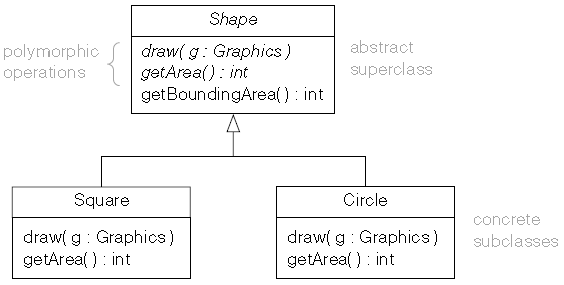 Shape
polymorphic
operations
draw( g : Graphics )
getArea( ) : int
getBoundingArea( ) : int
abstract
superclass
Square
draw( g : Graphics )
getArea( ) : int
Circle
draw( g : Graphics )
getArea( ) : int
concrete
subclasses